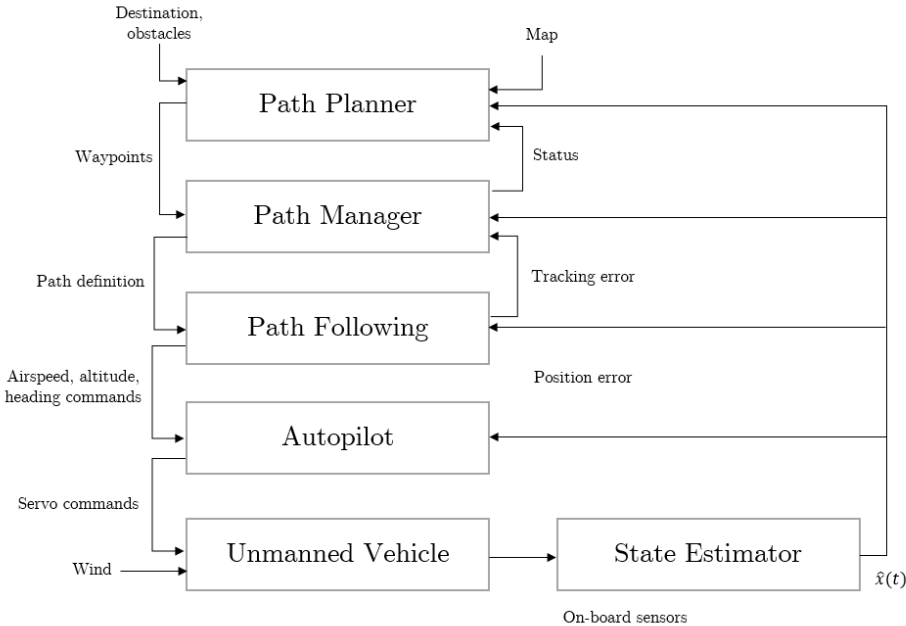 Destination,
obstacles
Map
Path Planner
Waypoints
Status
Path Manager
Path definition
Tracking error
Path Following
Airspeed, altitude,
heading commands
Position error
Autopilot
Servo commands
Unmanned Vehicle
State Estimator
Wind
x̂(t)
On-board sensors